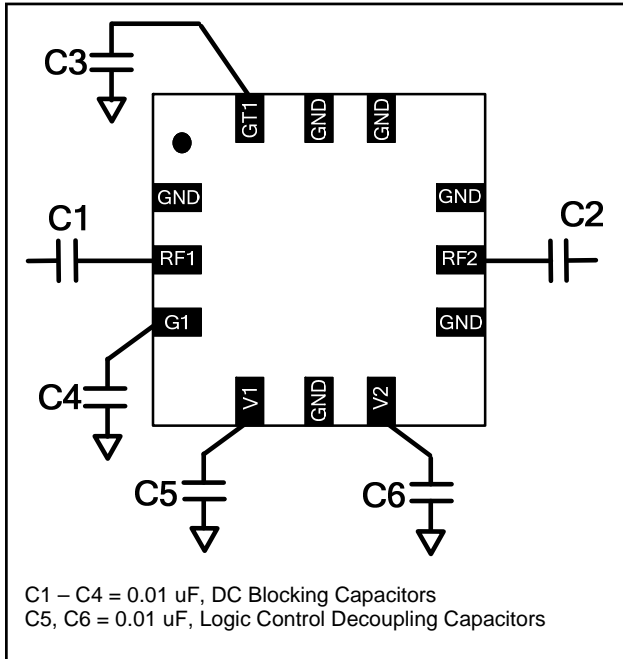 C3
GT1 GND GND
GND GND
C1 C2
RF1 RF2
G1 GND
C4
V1 GND V2
C5 C6
C1 – C4 = 0.01 uF, DC Blocking Capacitors
C5, C6 = 0.01 uF, Logic Control Decoupling Capacitors